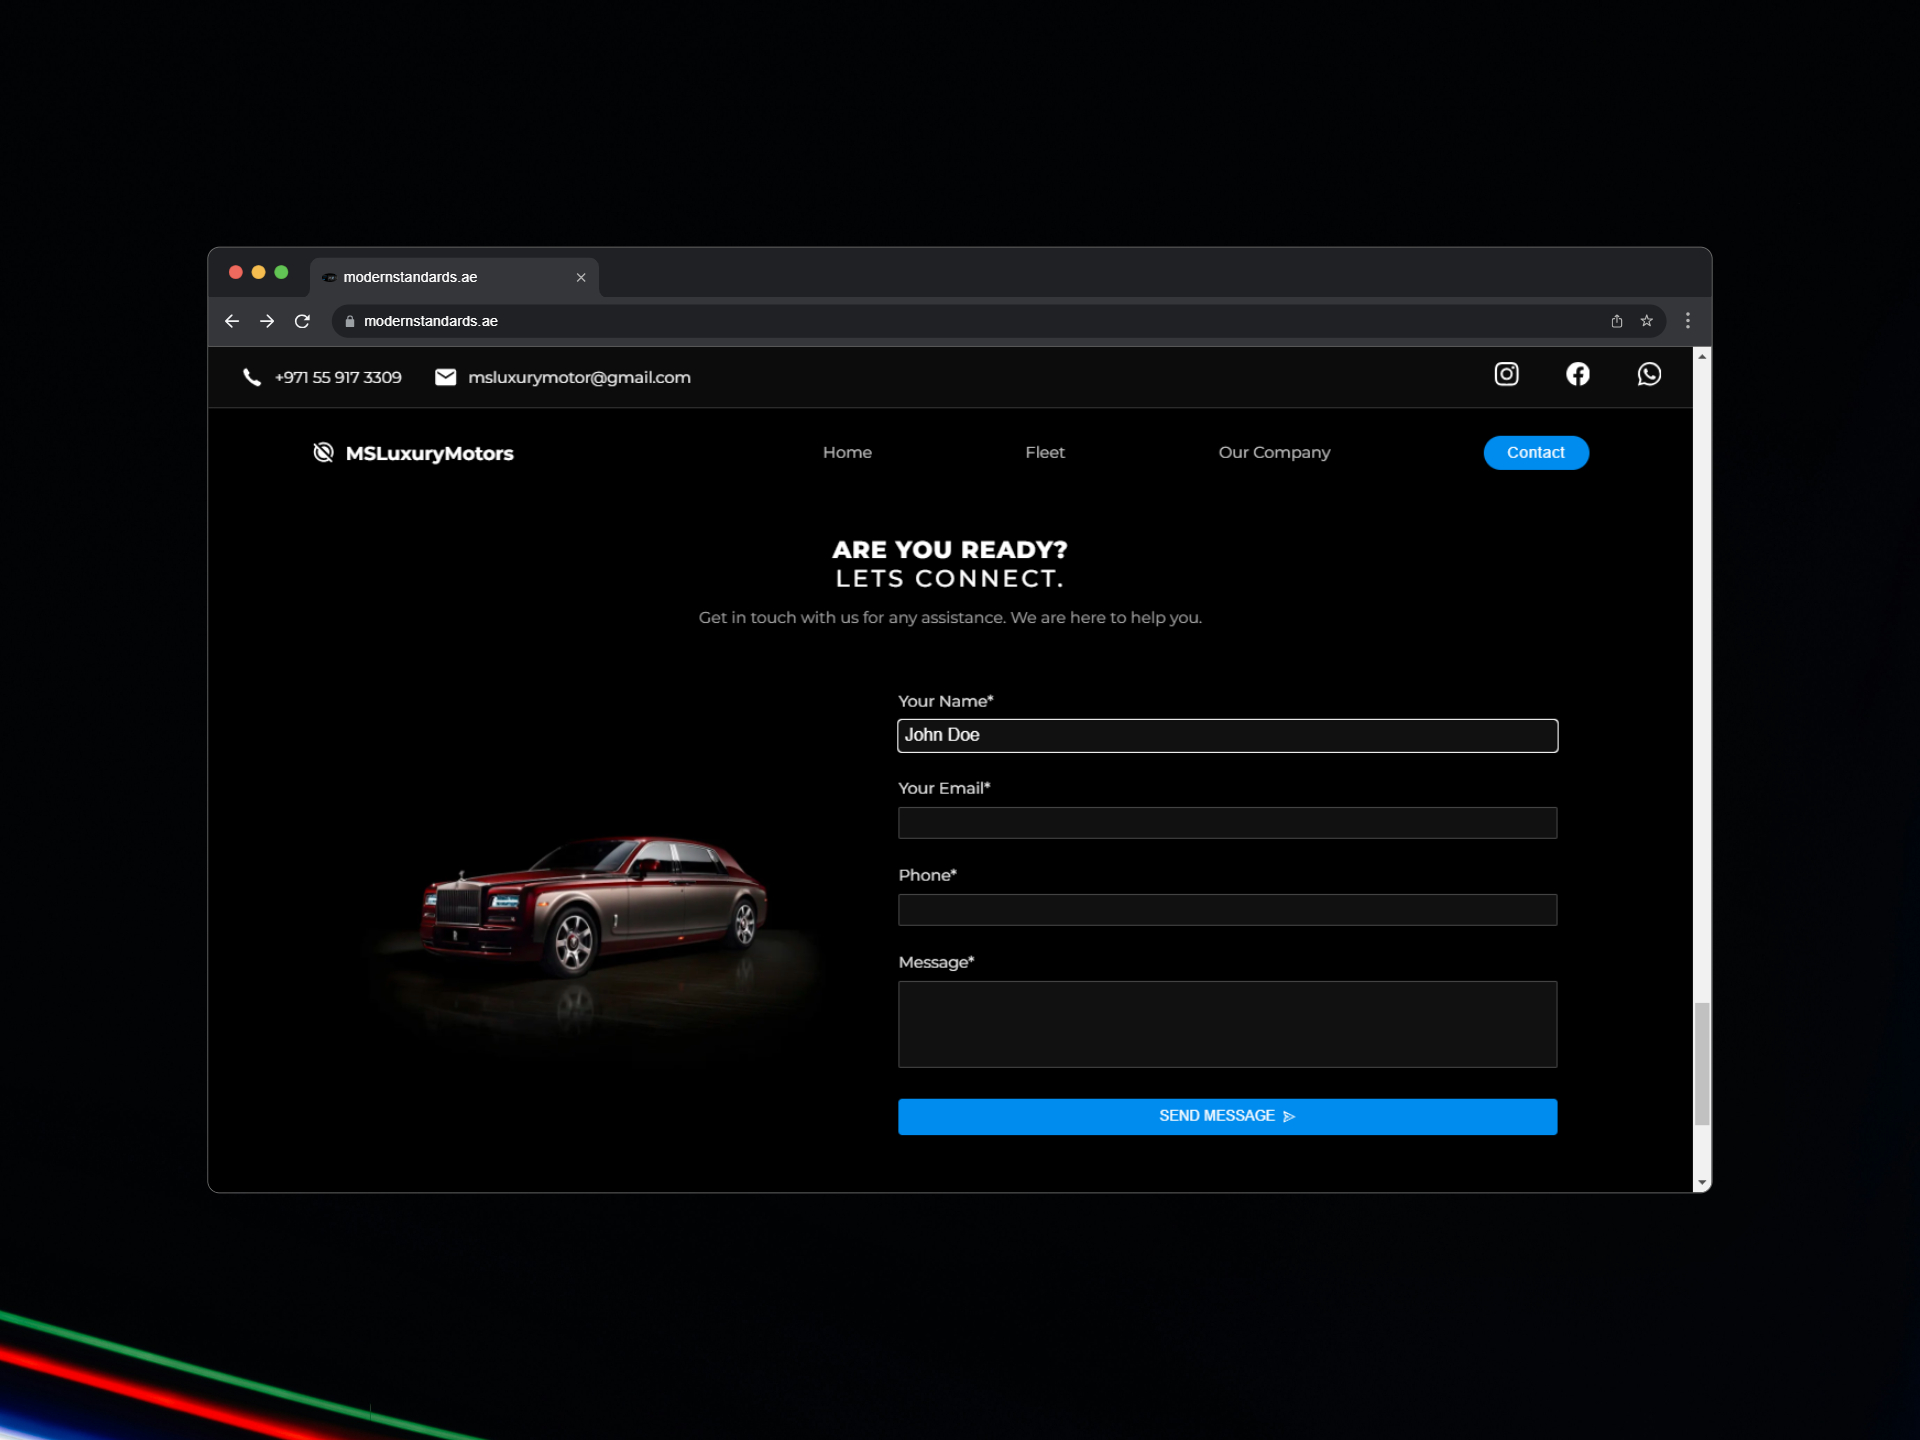 modernstandards.ae
modernstandards.ae
+971 55 917 3309 msluxurymotor@gmail.com
MSLuxuryMotors Home Fleet Our Company Contact
ARE YOU READY?
LETS CONNECT.
Get in touch with us for any assistance. We are here to help you.
Your Name*
John Doe
Your Email*
Phone*
Message*
SEND MESSAGE